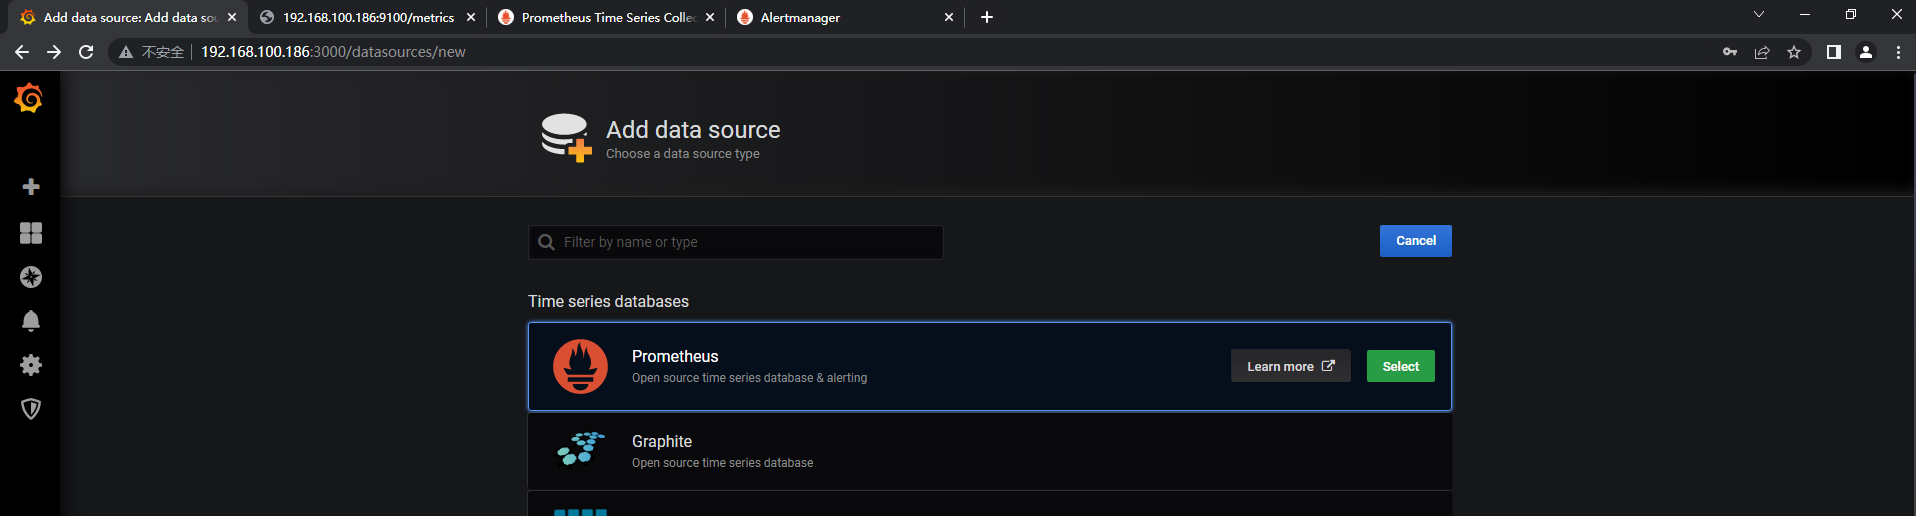 Add data source: Add data sou
192.168.100.186:9100/metrics
Prometheus Time Series Collec
Alertmanager
不安全
192.168.100.186:3000/datasources/new
Add data source
Choose a data source type
Filter by name or type
Cancel
Time series databases
Prometheus
Open source time series database & alerting
Learn more
Select
Graphite
Open source time series database